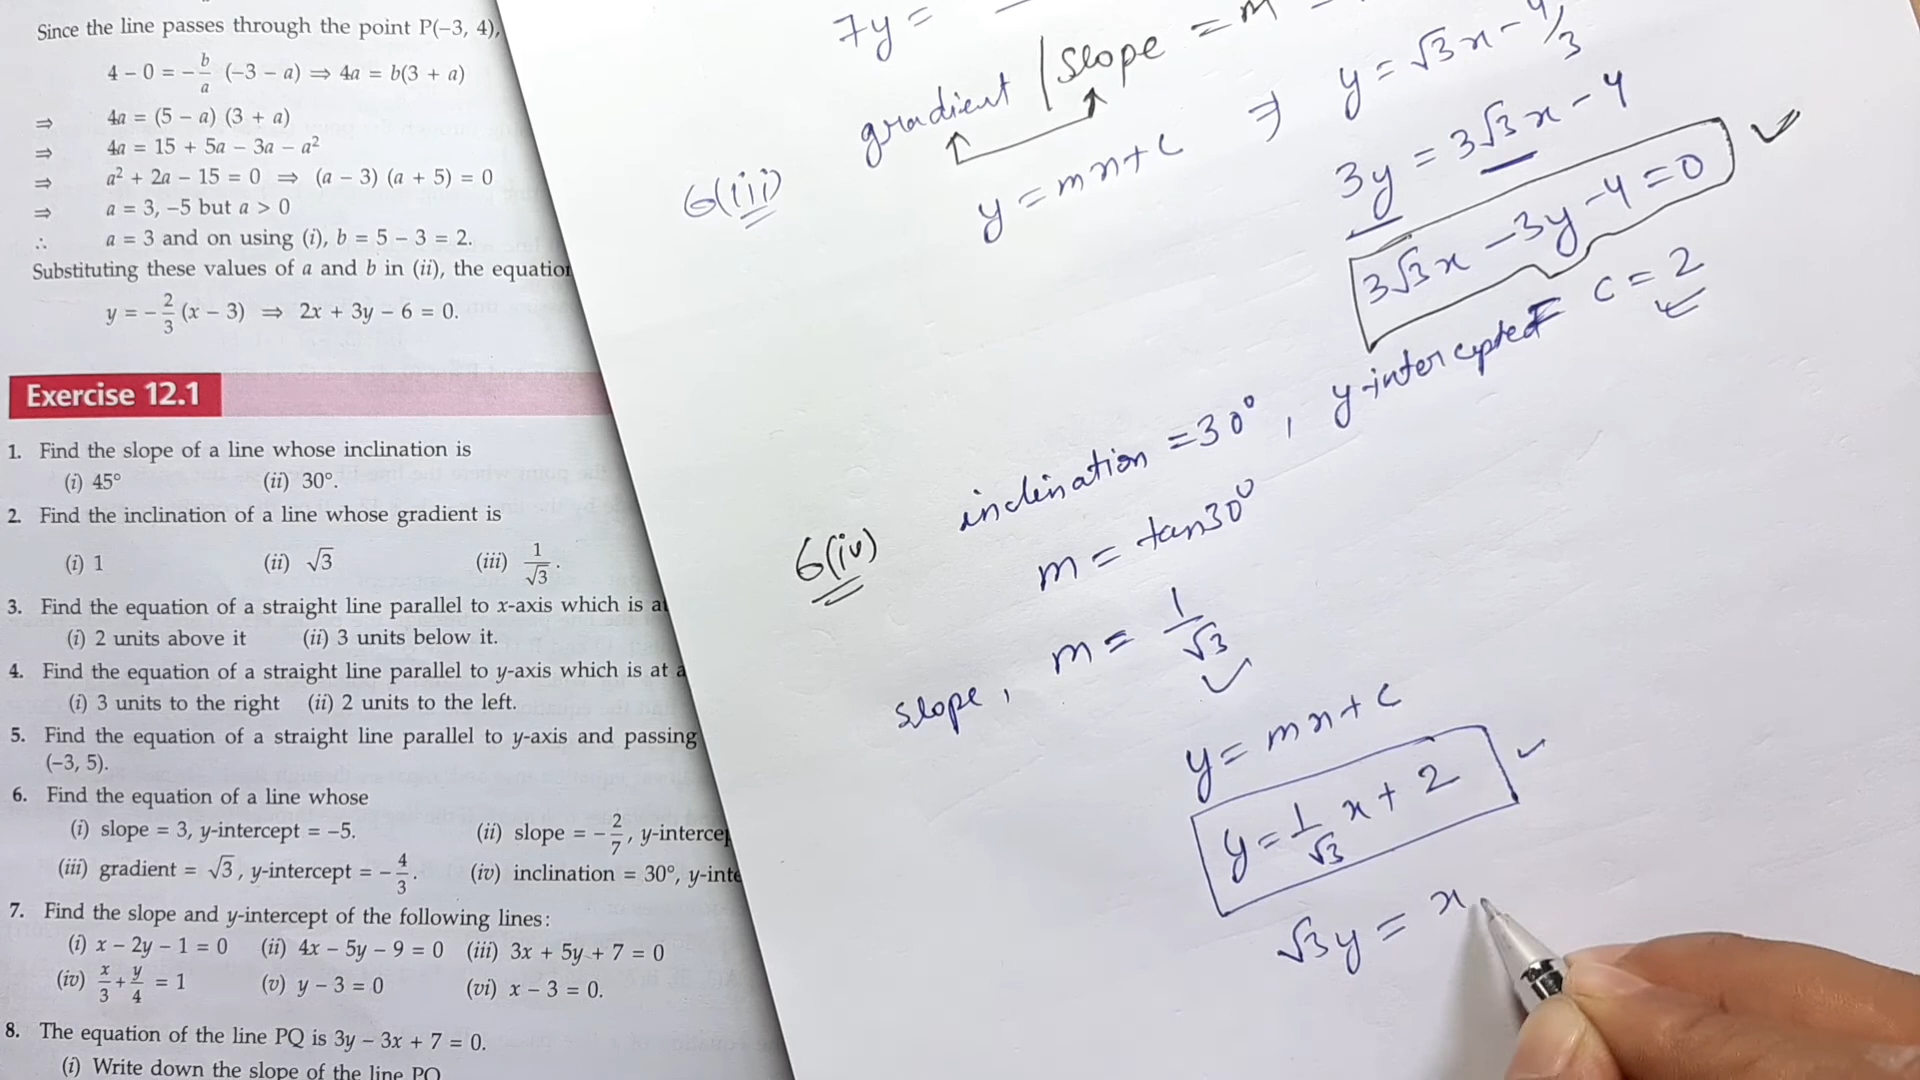 Since the line passes through the point P(−3, 4),
4 − 0 = −b/a (−3 − a) ⇒ 4a = b(3 + a)
⇒ 4a = (5 − a) (3 + a)
⇒ 4a = 15 + 5a − 3a − a²
⇒ a² + 2a − 15 = 0 ⇒ (a − 3) (a + 5) = 0
⇒ a = 3, −5 but a > 0
∴ a = 3 and on using (i), b = 5 − 3 = 2.
Substituting these values of a and b in (ii), the
y = −2/3 (x − 3) ⇒ 2x + 3y − 6 = 0.
Exercise 12.1
1. Find the slope of a line whose inclination is
(i) 45° (ii) 30°.
2. Find the inclination of a line whose gradient is
(i) 1 (ii) √3 (iii) 1/√3.
3. Find the equation of a straight line parallel to x-axis which is
(i) 2 units above it (ii) 3 units below it.
4. Find the equation of a straight line parallel to y-axis which is at
(i) 3 units to the right (ii) 2 units to the left.
5. Find the equation of a straight line parallel to y-axis and passing
(−3, 5).
6. Find the equation of a line whose
(i) slope = 3, y-intercept = −5. (ii) slope = −2/7,
(iii) gradient = √3, y-intercept = −4/3. (iv) inclination = 30°,
7. Find the slope and y-intercept of the following lines:
(i) x − 2y − 1 = 0 (ii) 4x − 5y − 9 = 0 (iii) 3x + 5y + 7 = 0
(iv) x/3 + y/4 = 1 (v) y − 3 = 0 (vi) x − 3 = 0.
8. The equation of the line PQ is 3y − 3x + 7 = 0.
(i) Write down the slope of the line PQ
7y =
gradient / Slope = m
6(iii) y = mx + c ⇒ y = √3x − 4/3
3y = 3√3x − 4
3√3x − 3y − 4 = 0
6(iv) inclination = 30°, y-intercepted = c = 2
m = tan30°
slope, m = 1/√3
y = mx + c
y = 1/√3 x + 2
√3y = x